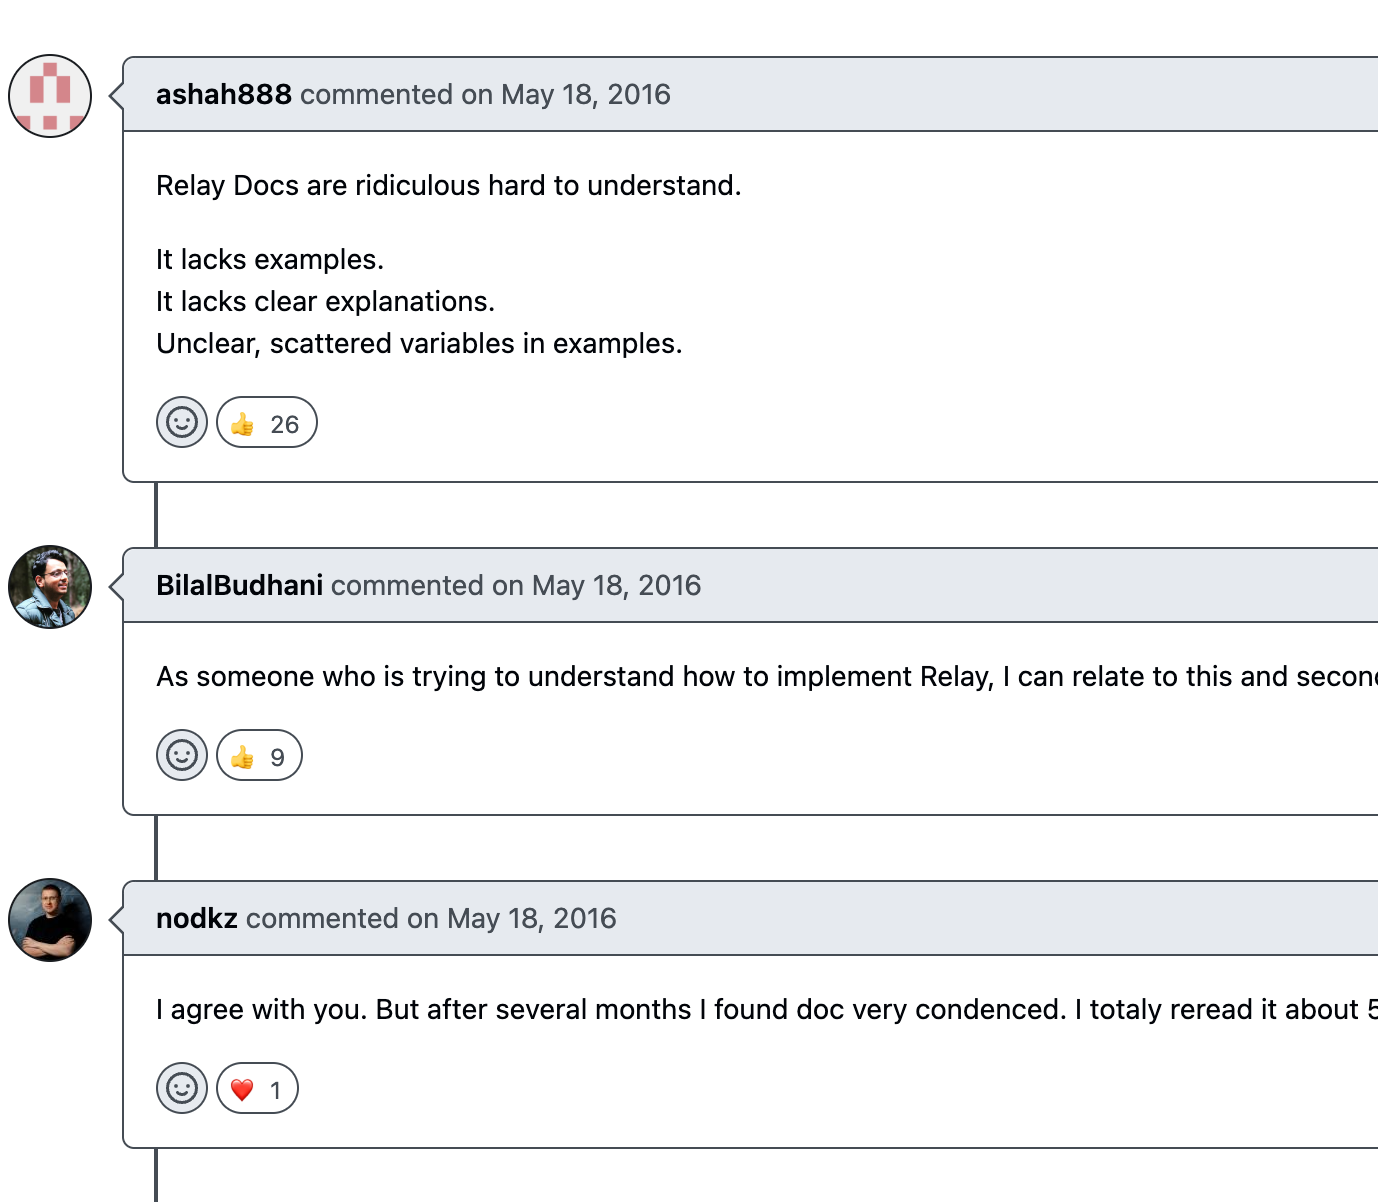 ashah888 commented on May 18, 2016
Relay Docs are ridiculous hard to understand.
It lacks examples.
It lacks clear explanations.
Unclear, scattered variables in examples.
👍 26
BilalBudhani commented on May 18, 2016
As someone who is trying to understand how to implement Relay, I can relate to this and
👍 9
nodkz commented on May 18, 2016
I agree with you. But after several months I found doc very condenced. I totaly reread it about
❤️ 1